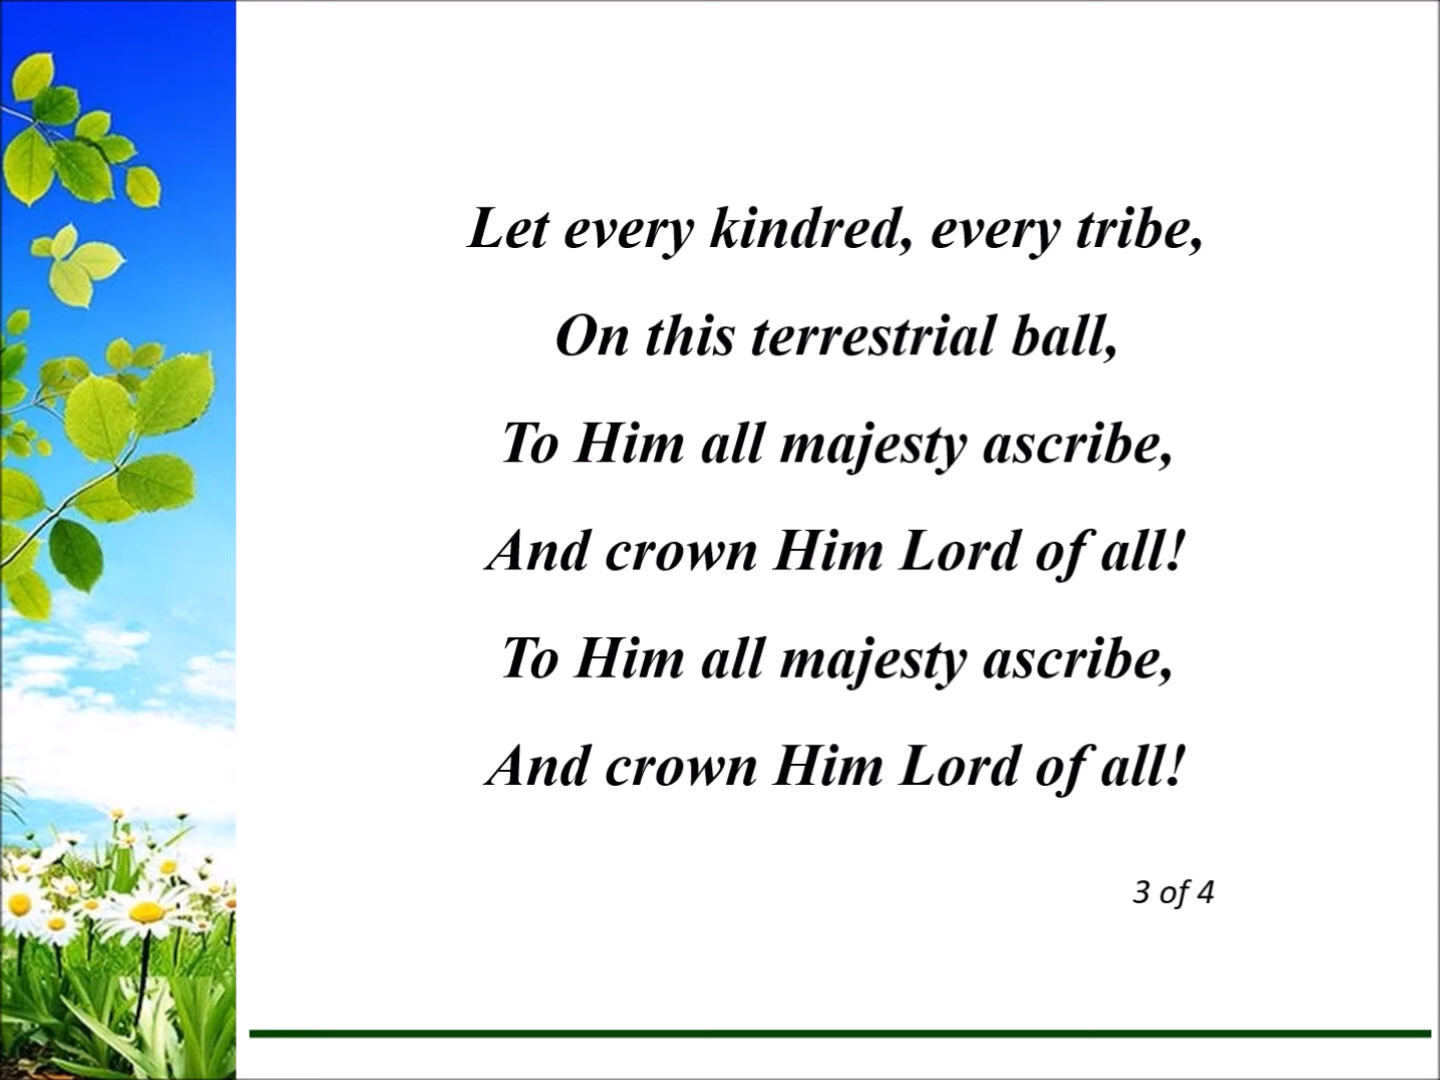 Let every kindred, every tribe,
On this terrestrial ball,
To Him all majesty ascribe,
And crown Him Lord of all!
To Him all majesty ascribe,
And crown Him Lord of all!
3 of 4